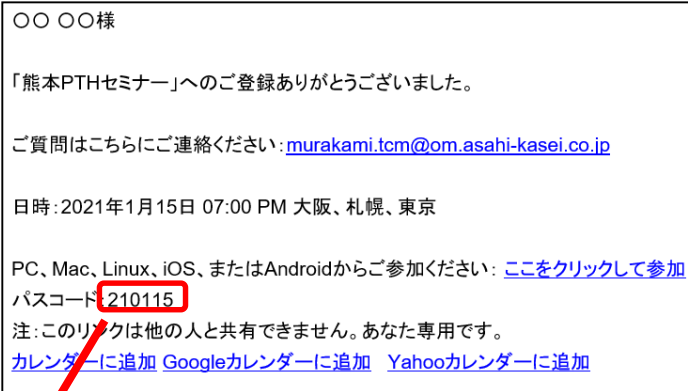 〇〇 〇〇様
「熊本PTHセミナー」へのご登録ありがとうございました。
ご質問はこちらにご連絡ください：murakami.tcm@om.asahi-kasei.co.jp
日時：2021年1月15日 07:00 PM 大阪、札幌、東京
PC、Mac、Linux、iOS、またはAndroidからご参加ください： ここをクリックして参加
パスコード：210115
注：このリンクは他の人と共有できません。あなた専用です。
カレンダーに追加 Googleカレンダーに追加 Yahooカレンダーに追加